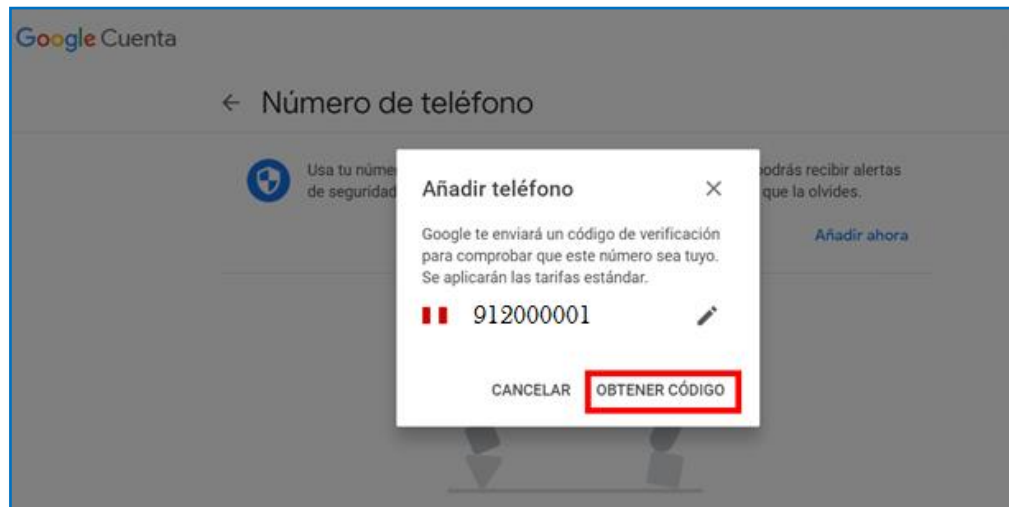 Google Cuenta
← Número de teléfono
Usa tu núme
podrás recibir alertas
de seguridad
que la olvides.
Añadir ahora
Añadir teléfono
Google te enviará un código de verificación
para comprobar que este número sea tuyo.
Se aplicarán las tarifas estándar.
912000001
CANCELAR OBTENER CÓDIGO